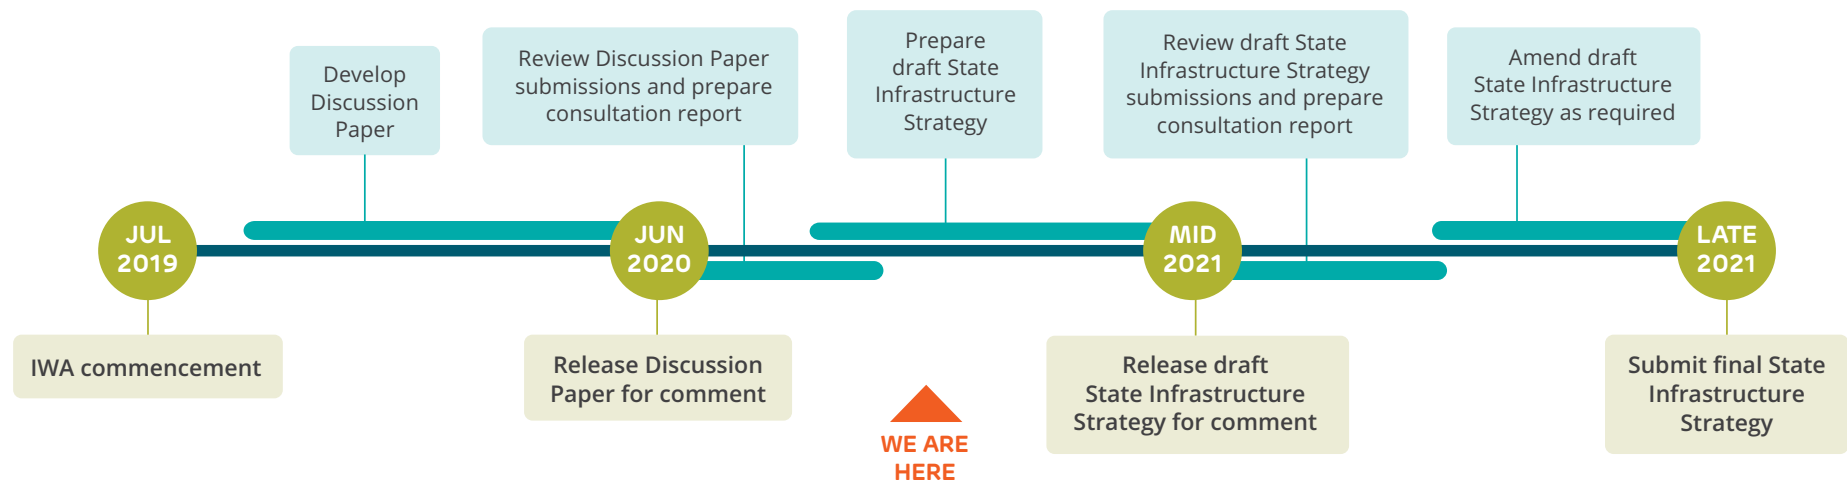 Develop
Discussion
Paper
Review Discussion Paper
submissions and prepare
consultation report
Prepare
draft State
Infrastructure
Strategy
Review draft State
Infrastructure Strategy
submissions and prepare
consultation report
Amend draft
State Infrastructure
Strategy as required
JUL
2019
JUN
2020
MID
2021
LATE
2021
IWA commencement
Release Discussion
Paper for comment
WE ARE
HERE
Release draft
State Infrastructure
Strategy for comment
Submit final State
Infrastructure
Strategy